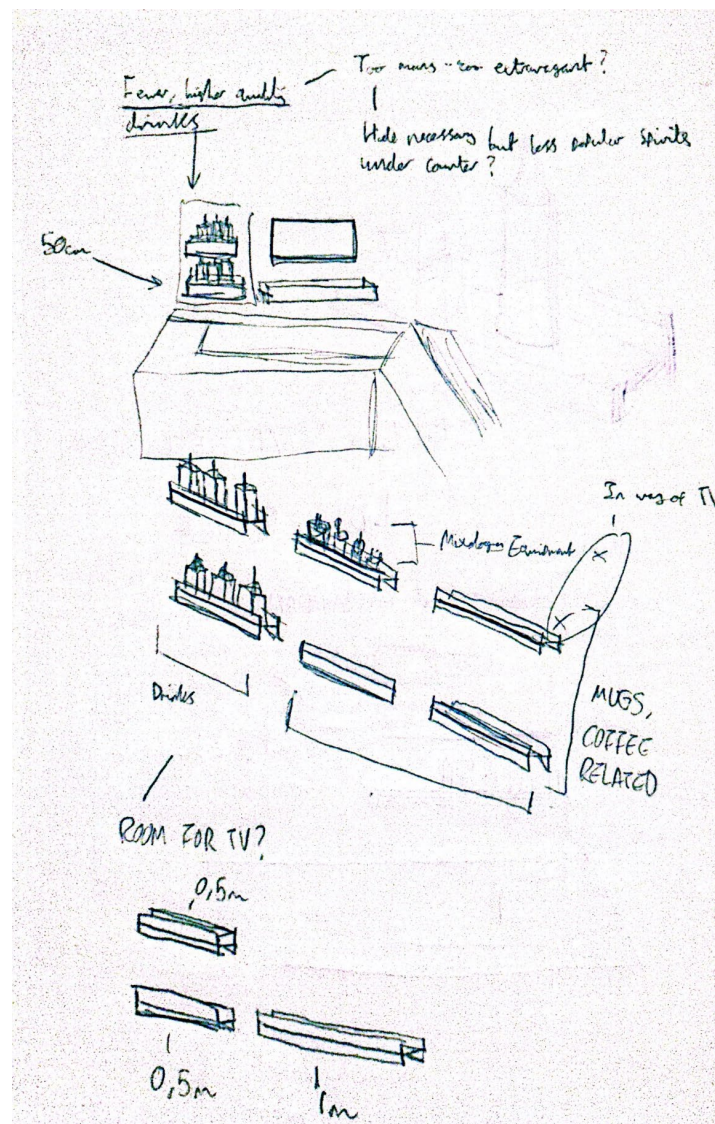 Fewer, higher quality
drinks
Too many - too extravagant?
Hide necessary but less popular spirits
under counter?
50cm
In way of TV
Mixology Equipment
Drinks
MUGS,
COFFEE
RELATED
ROOM FOR TV?
0,5m
0,5m
1m